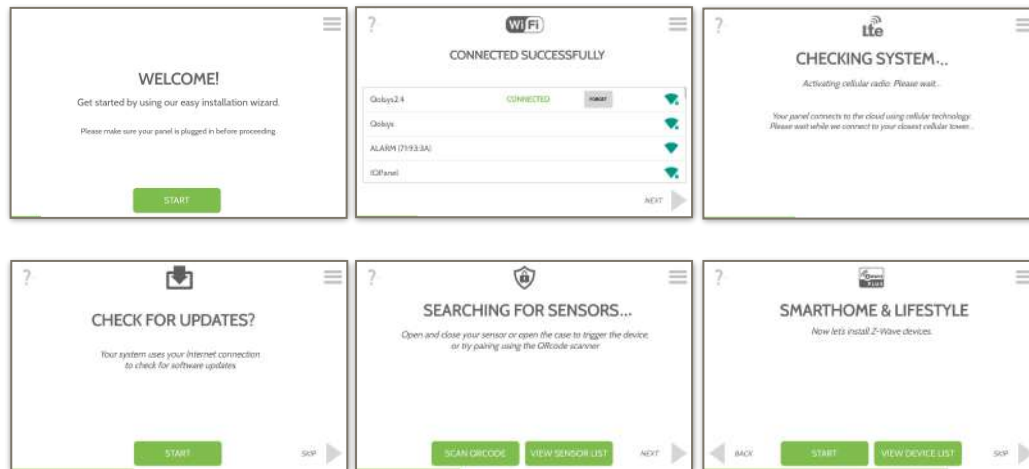 WELCOME!
Get started by using our easy installation wizard.
Please make sure your panel is plugged in before proceeding.
START
?
WiFi
CONNECTED SUCCESSFULLY
Qolsys2.4 CONNECTED FORGET
Qolsys
ALARM (71:93:3A)
IQPanel
NEXT
?
Lte
CHECKING SYSTEM...
Activating cellular radio. Please wait...
Your panel connects to the cloud using cellular technology.
Please wait while we connect to your closest cellular tower...
?
CHECK FOR UPDATES?
Your system uses your Internet connection
to check for software updates.
START
SKIP
?
SEARCHING FOR SENSORS...
Open and close your sensor or open the case to trigger the device,
or try pairing using the QRcode scanner
SCAN QRCODE
VIEW SENSOR LIST
NEXT
?
PLUS
SMARTHOME & LIFESTYLE
Now lets install Z-Wave devices.
BACK
START
VIEW DEVICE LIST
SKIP